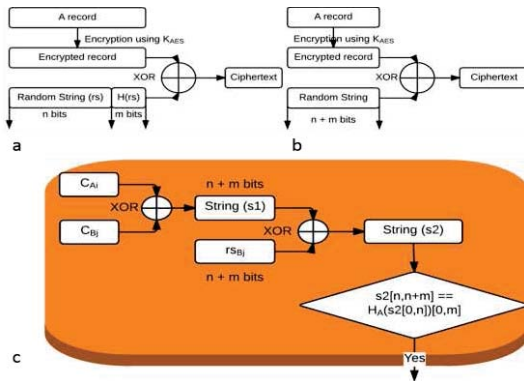 A record
Encryption using KAES
Encrypted record
XOR
Ciphertext
Random String (rs)
H(rs)
n bits
m bits
a
A record
Encryption using KAES
Encrypted record
XOR
Ciphertext
Random String
n + m bits
b
CAi
n + m bits
XOR
String (s1)
CBj
XOR
String (s2)
rsBj
n + m bits
s2[n,n+m] ==
HA(s2[0,n])[0,m]
Yes
c